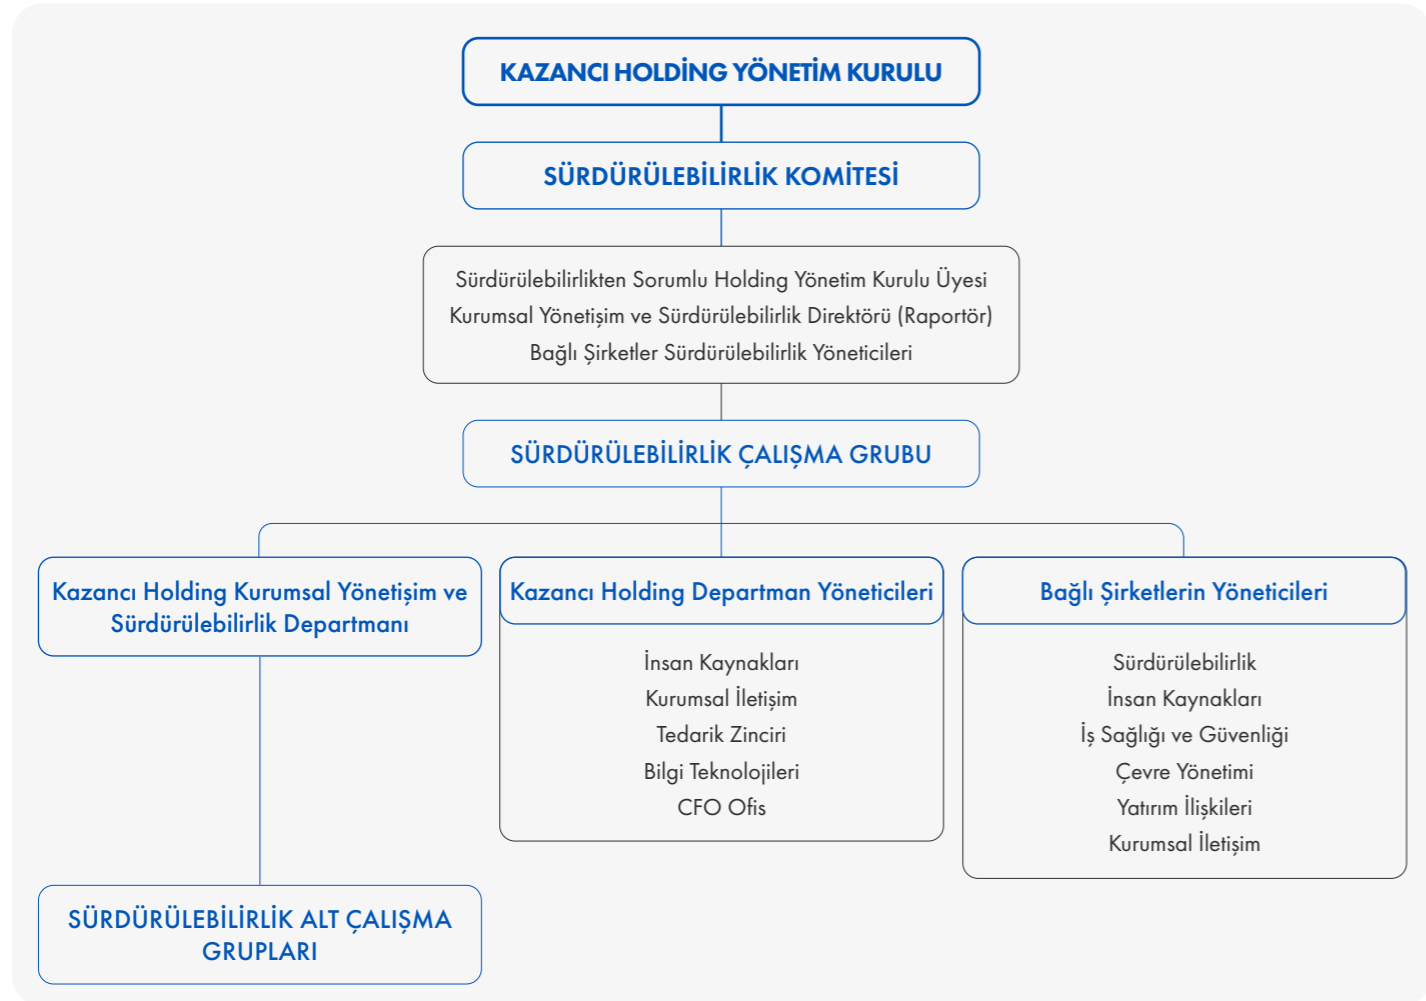 KAZANCI HOLDİNG YÖNETİM KURULU
SÜRDÜRÜLEBİLİRLİK KOMİTESİ
Sürdürülebilirlikten Sorumlu Holding Yönetim Kurulu Üyesi
Kurumsal Yönetişim ve Sürdürülebilirlik Direktörü (Raportör)
Bağlı Şirketler Sürdürülebilirlik Yöneticileri
SÜRDÜRÜLEBİLİRLİK ÇALIŞMA GRUBU
Kazancı Holding Kurumsal Yönetişim ve
Sürdürülebilirlik Departmanı
SÜRDÜRÜLEBİLİRLİK ALT ÇALIŞMA
GRUPLARI
Kazancı Holding Departman Yöneticileri
İnsan Kaynakları
Kurumsal İletişim
Tedarik Zinciri
Bilgi Teknolojileri
CFO Ofis
Bağlı Şirketlerin Yöneticileri
Sürdürülebilirlik
İnsan Kaynakları
İş Sağlığı ve Güvenliği
Çevre Yönetimi
Yatırım İlişkileri
Kurumsal İletişim